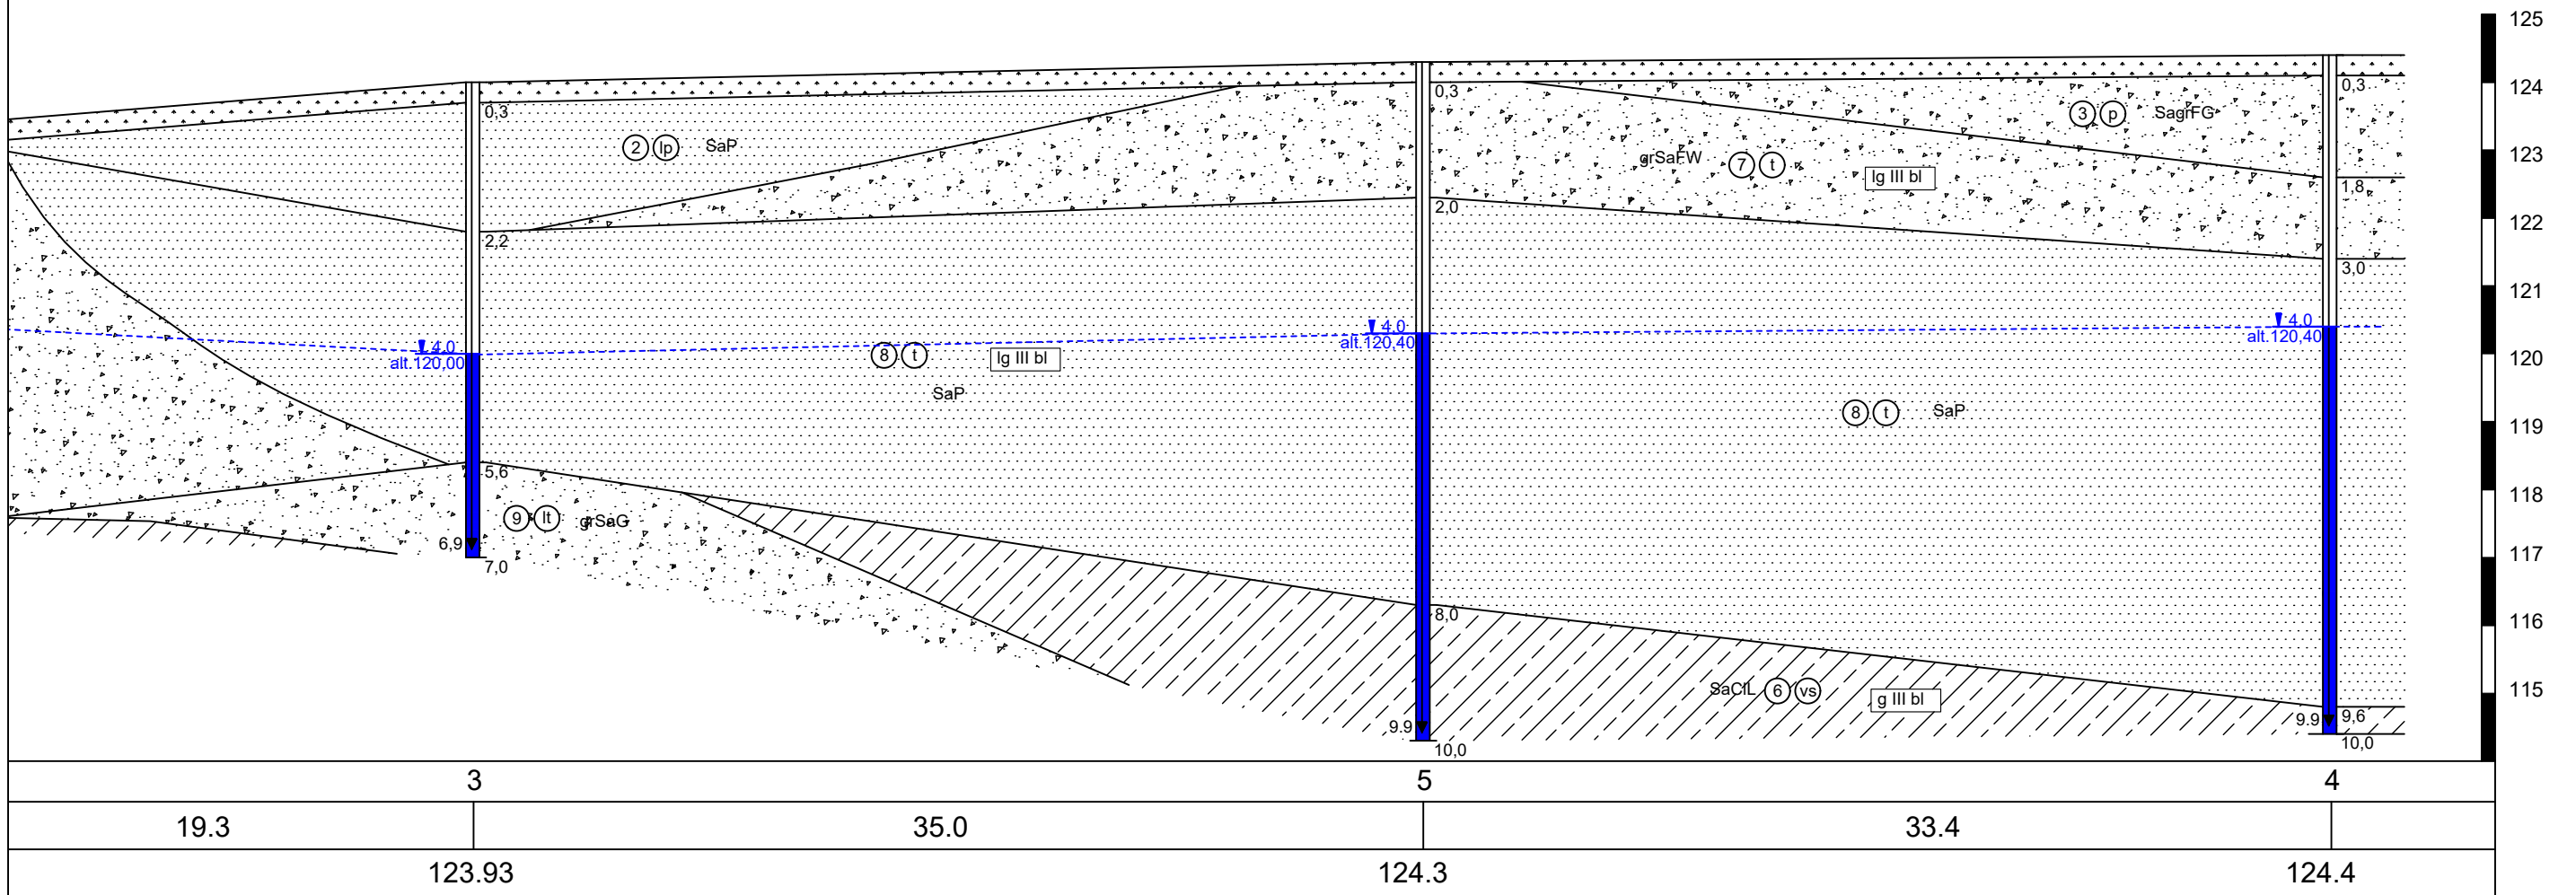 125
124
123
122
121
120
119
118
117
116
115
0,3
2 lp SaP
2,2
4.0
alt.120,00
5,6
9 lt grSaG
6,9
7,0
8 t lg III bl
SaP
0,3
2,0
4.0
alt.120,40
8,0
9.9
10,0
grSaFW 7 t lg III bl
3 p SagrFG
8 t SaP
SaClL 6 vs g III bl
0,3
1,8
3,0
4.0
alt.120,40
9.9
9,6
10,0
3 5 4
19.3 35.0 33.4
123.93 124.3 124.4